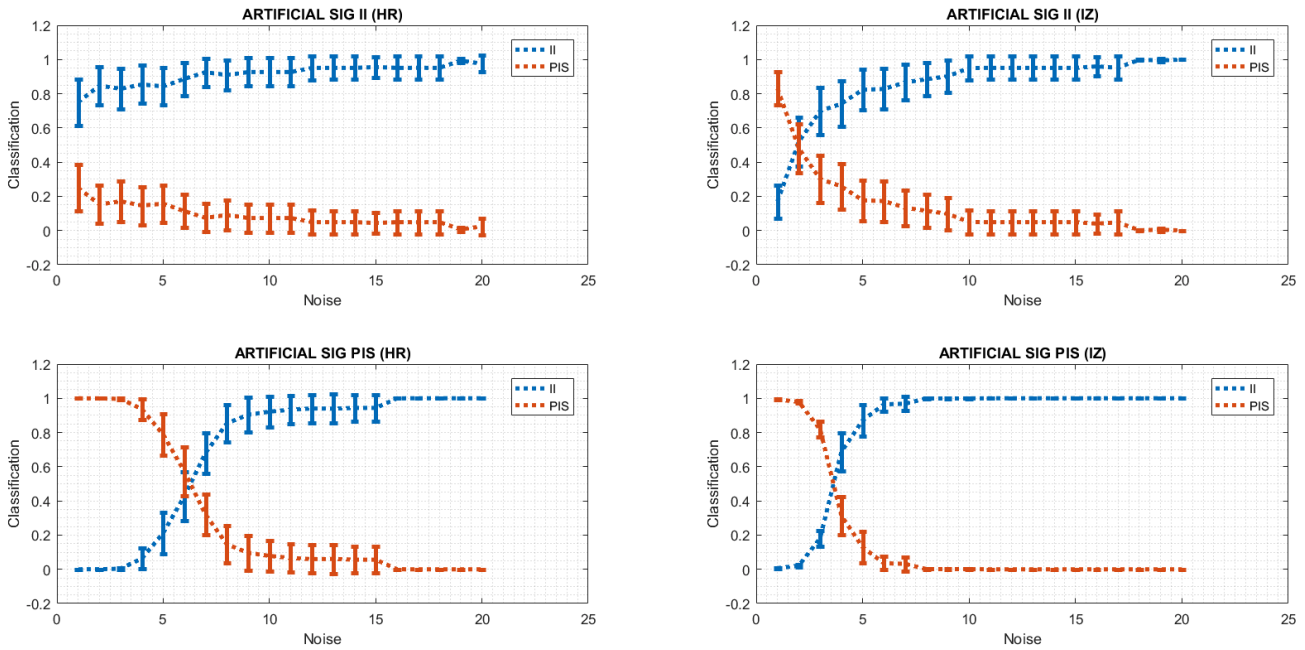 ARTIFICIAL SIG II (HR)
1.2
1
0.8
0.6
0.4
0.2
0
-0.2
Classification
0 5 10 15 20 25
Noise
II
PIS
ARTIFICIAL SIG II (IZ)
1.2
1
0.8
0.6
0.4
0.2
0
-0.2
Classification
0 5 10 15 20 25
Noise
II
PIS
ARTIFICIAL SIG PIS (HR)
1.2
1
0.8
0.6
0.4
0.2
0
-0.2
Classification
0 5 10 15 20 25
Noise
II
PIS
ARTIFICIAL SIG PIS (IZ)
1.2
1
0.8
0.6
0.4
0.2
0
-0.2
Classification
0 5 10 15 20 25
Noise
II
PIS